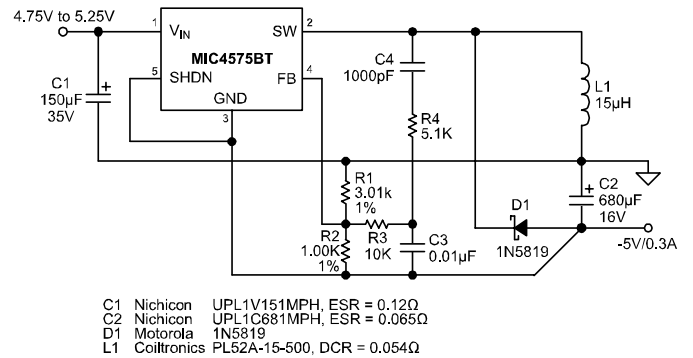 4.75V to 5.25V
1
V_IN
SW
2
MIC4575BT
5
SHDN
FB
4
GND
3
C1
150µF
35V
+
C4
1000pF
R4
5.1K
L1
15µH
R1
3.01k
1%
R2
1.00K
1%
R3
10K
C3
0.01µF
D1
1N5819
C2
680µF
16V
+
-5V/0.3A
C1 Nichicon UPL1V151MPH, ESR = 0.12Ω
C2 Nichicon UPL1C681MPH, ESR = 0.065Ω
D1 Motorola 1N5819
L1 Coiltronics PL52A-15-500, DCR = 0.054Ω